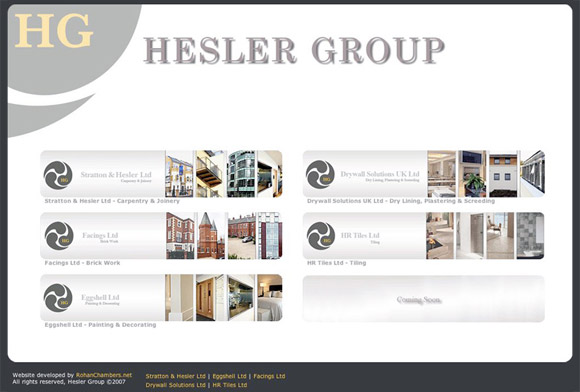 HG
HESLER GROUP
HG
Stratton & Hesler Ltd
Carpentry & Joinery
Stratton & Hesler Ltd - Carpentry & Joinery
HG
Drywall Solutions UK Ltd
Dry Lining, Plastering & Screeding
Drywall Solutions UK Ltd - Dry Lining, Plastering & Screeding
HG
Facings Ltd
Brick Work
Facings Ltd - Brick Work
HG
HR Tiles Ltd
Tiling
HR Tiles Ltd - Tiling
HG
Eggshell Ltd
Painting & Decorating
Eggshell Ltd - Painting & Decorating
Coming Soon.
Website developed by RohanChambers.net
All rights reserved, Hesler Group ©2007
Stratton & Hesler Ltd | Eggshell Ltd | Facings Ltd
Drywall Solutions Ltd | HR Tiles Ltd